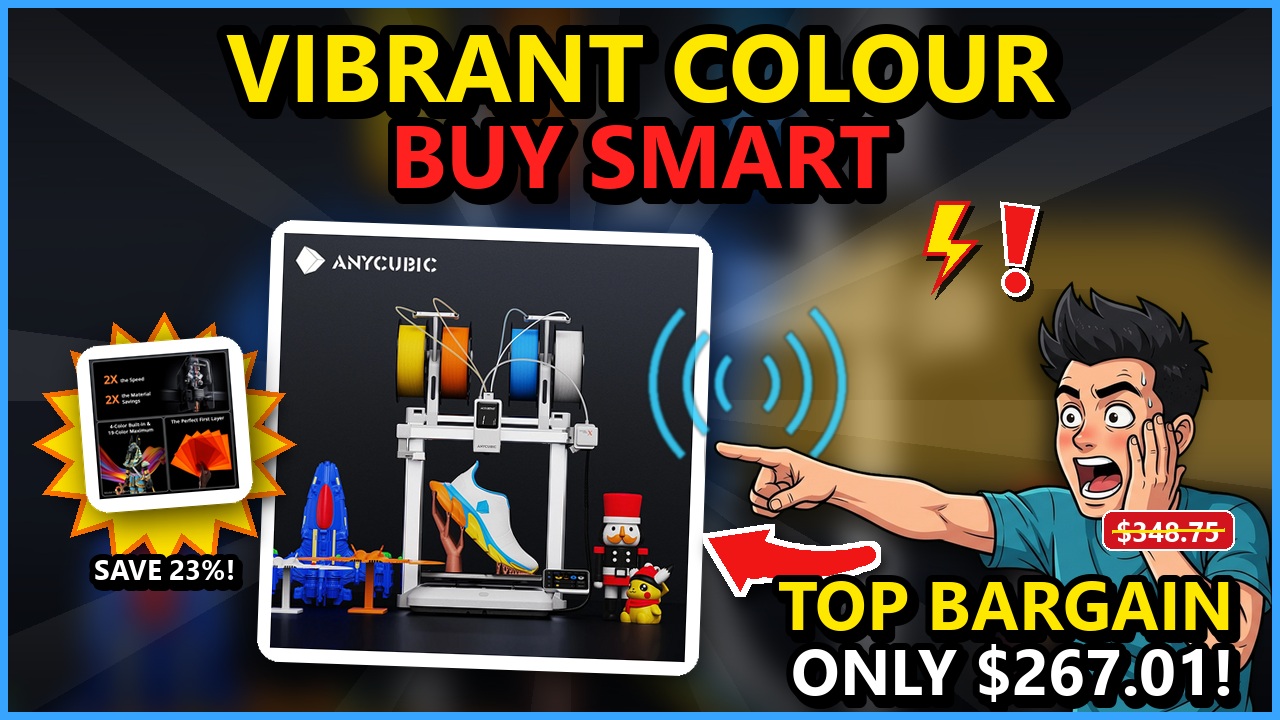 VIBRANT COLOUR
BUY SMART
ANYCUBIC
2X the Speed
2X the Material
Savings
4-Color Built-in &
19-Color Maximum
The Perfect First Layer
SAVE 23%!
ANYCUBIC
$348.75
TOP BARGAIN
ONLY $267.01!